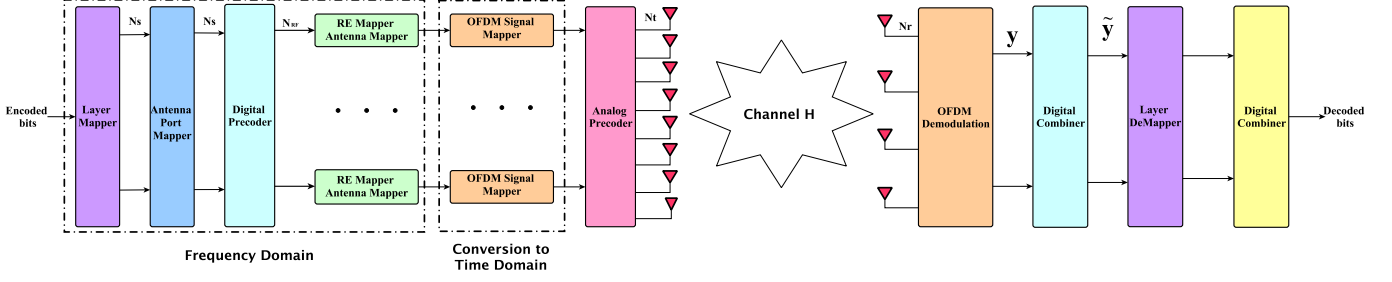 Encoded
bits
Layer
Mapper
Ns
Antenna
Port
Mapper
Ns
Digital
Precoder
NRF
RE Mapper
Antenna Mapper
RE Mapper
Antenna Mapper
Frequency Domain
OFDM Signal
Mapper
OFDM Signal
Mapper
Conversion to
Time Domain
Analog
Precoder
Nt
Channel H
Nr
OFDM
Demodulation
y
Digital
Combiner
ỹ
Layer
DeMapper
Digital
Combiner
Decoded
bits